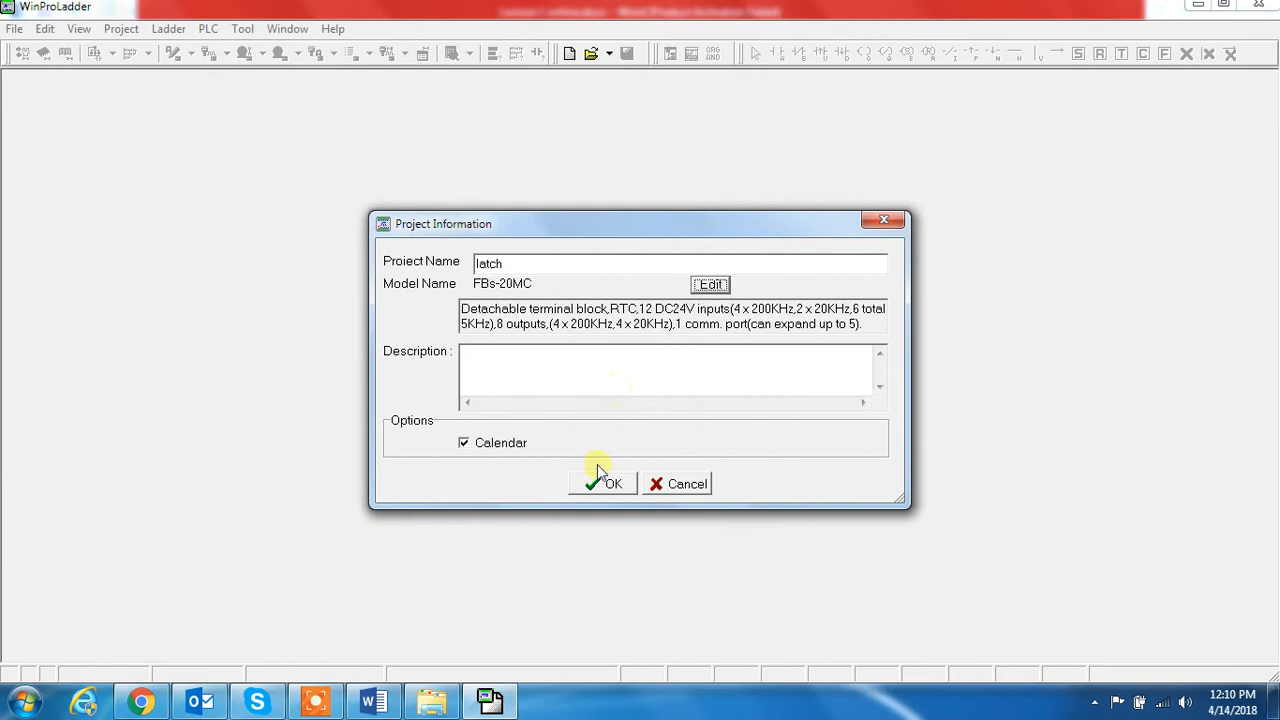 WinProLadder
File Edit View Project Ladder PLC Tool Window Help
ORG
AND
S R T C F
Project Information
Project Name latch
Model Name FBs-20MC Edit
Detachable terminal block,RTC,12 DC24V inputs(4 x 200KHz,2 x 20KHz,6 total
5KHz),8 outputs,(4 x 200KHz,4 x 20KHz),1 comm. port(can expand up to 5).
Description :
Options
Calendar
OK Cancel
12:10 PM
4/14/2018